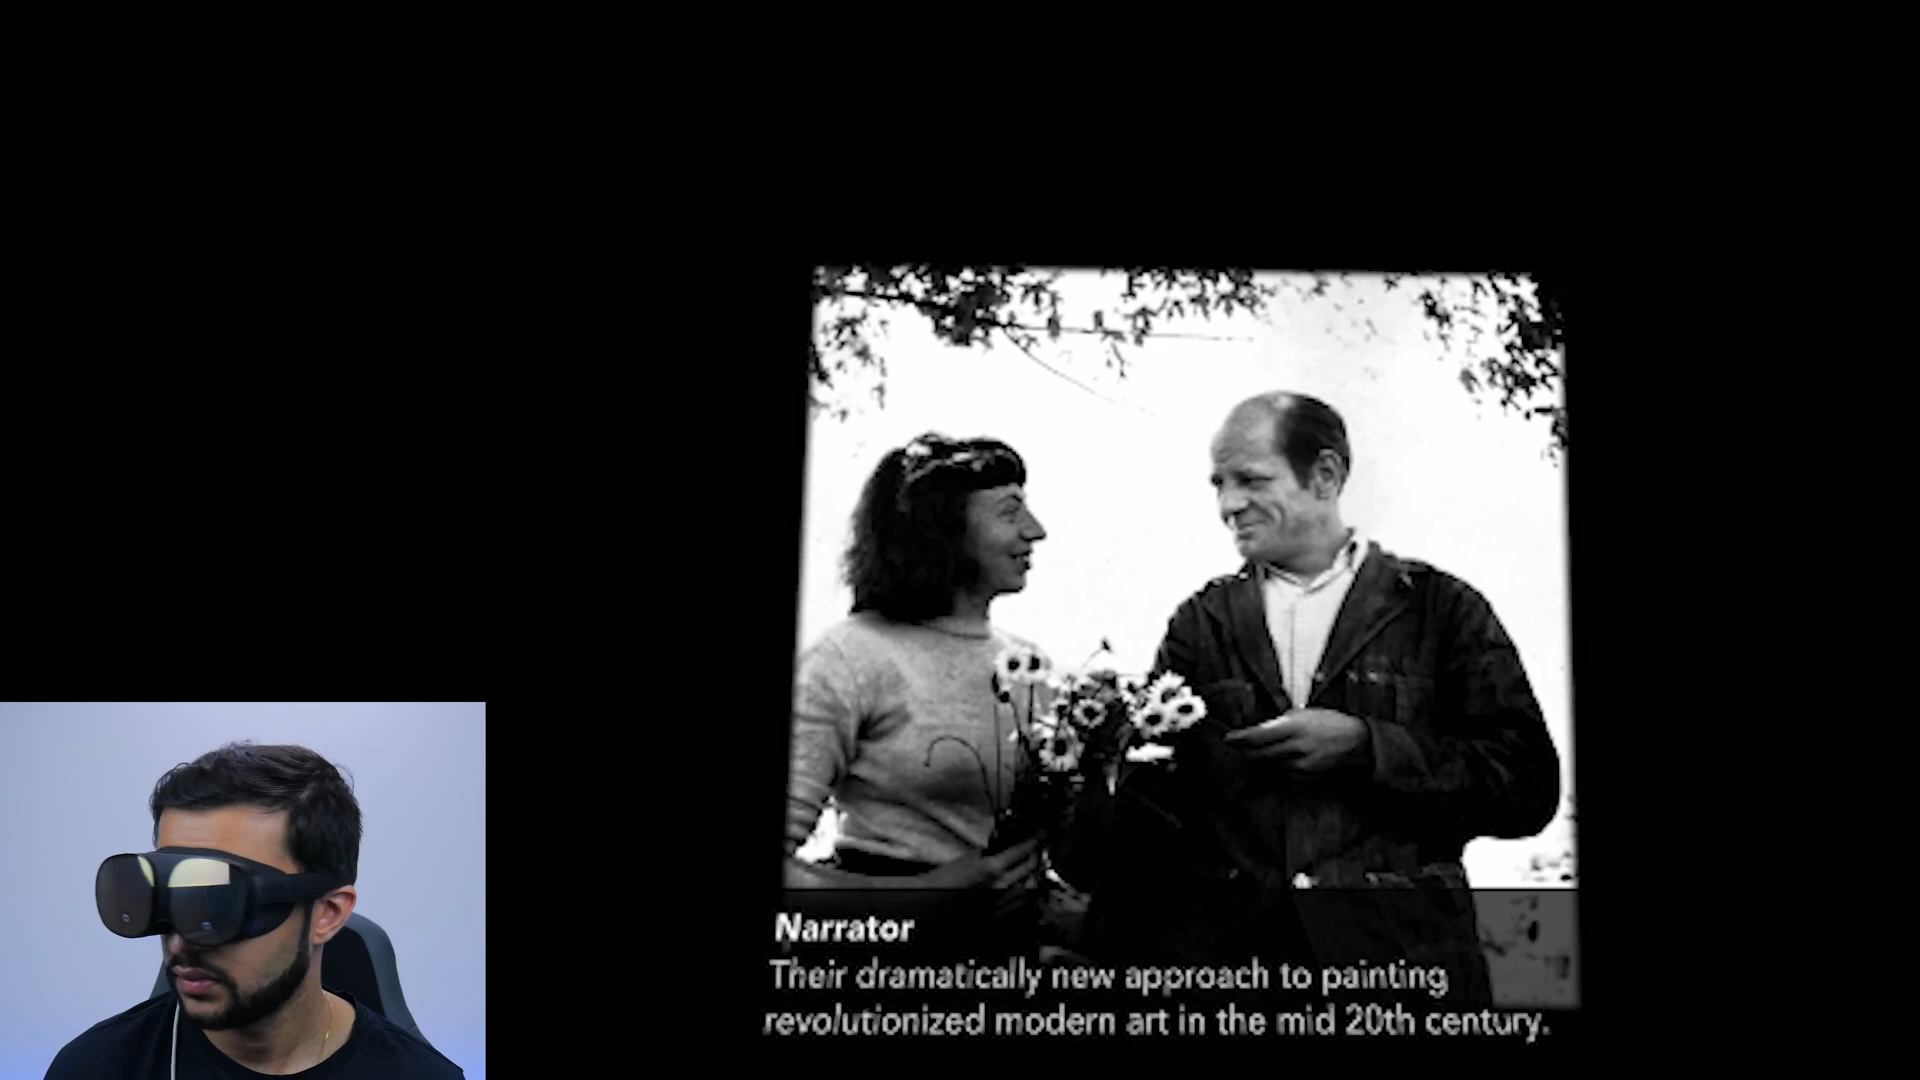 Narrator
Their dramatically new approach to painting
revolutionized modern art in the mid 20th century.